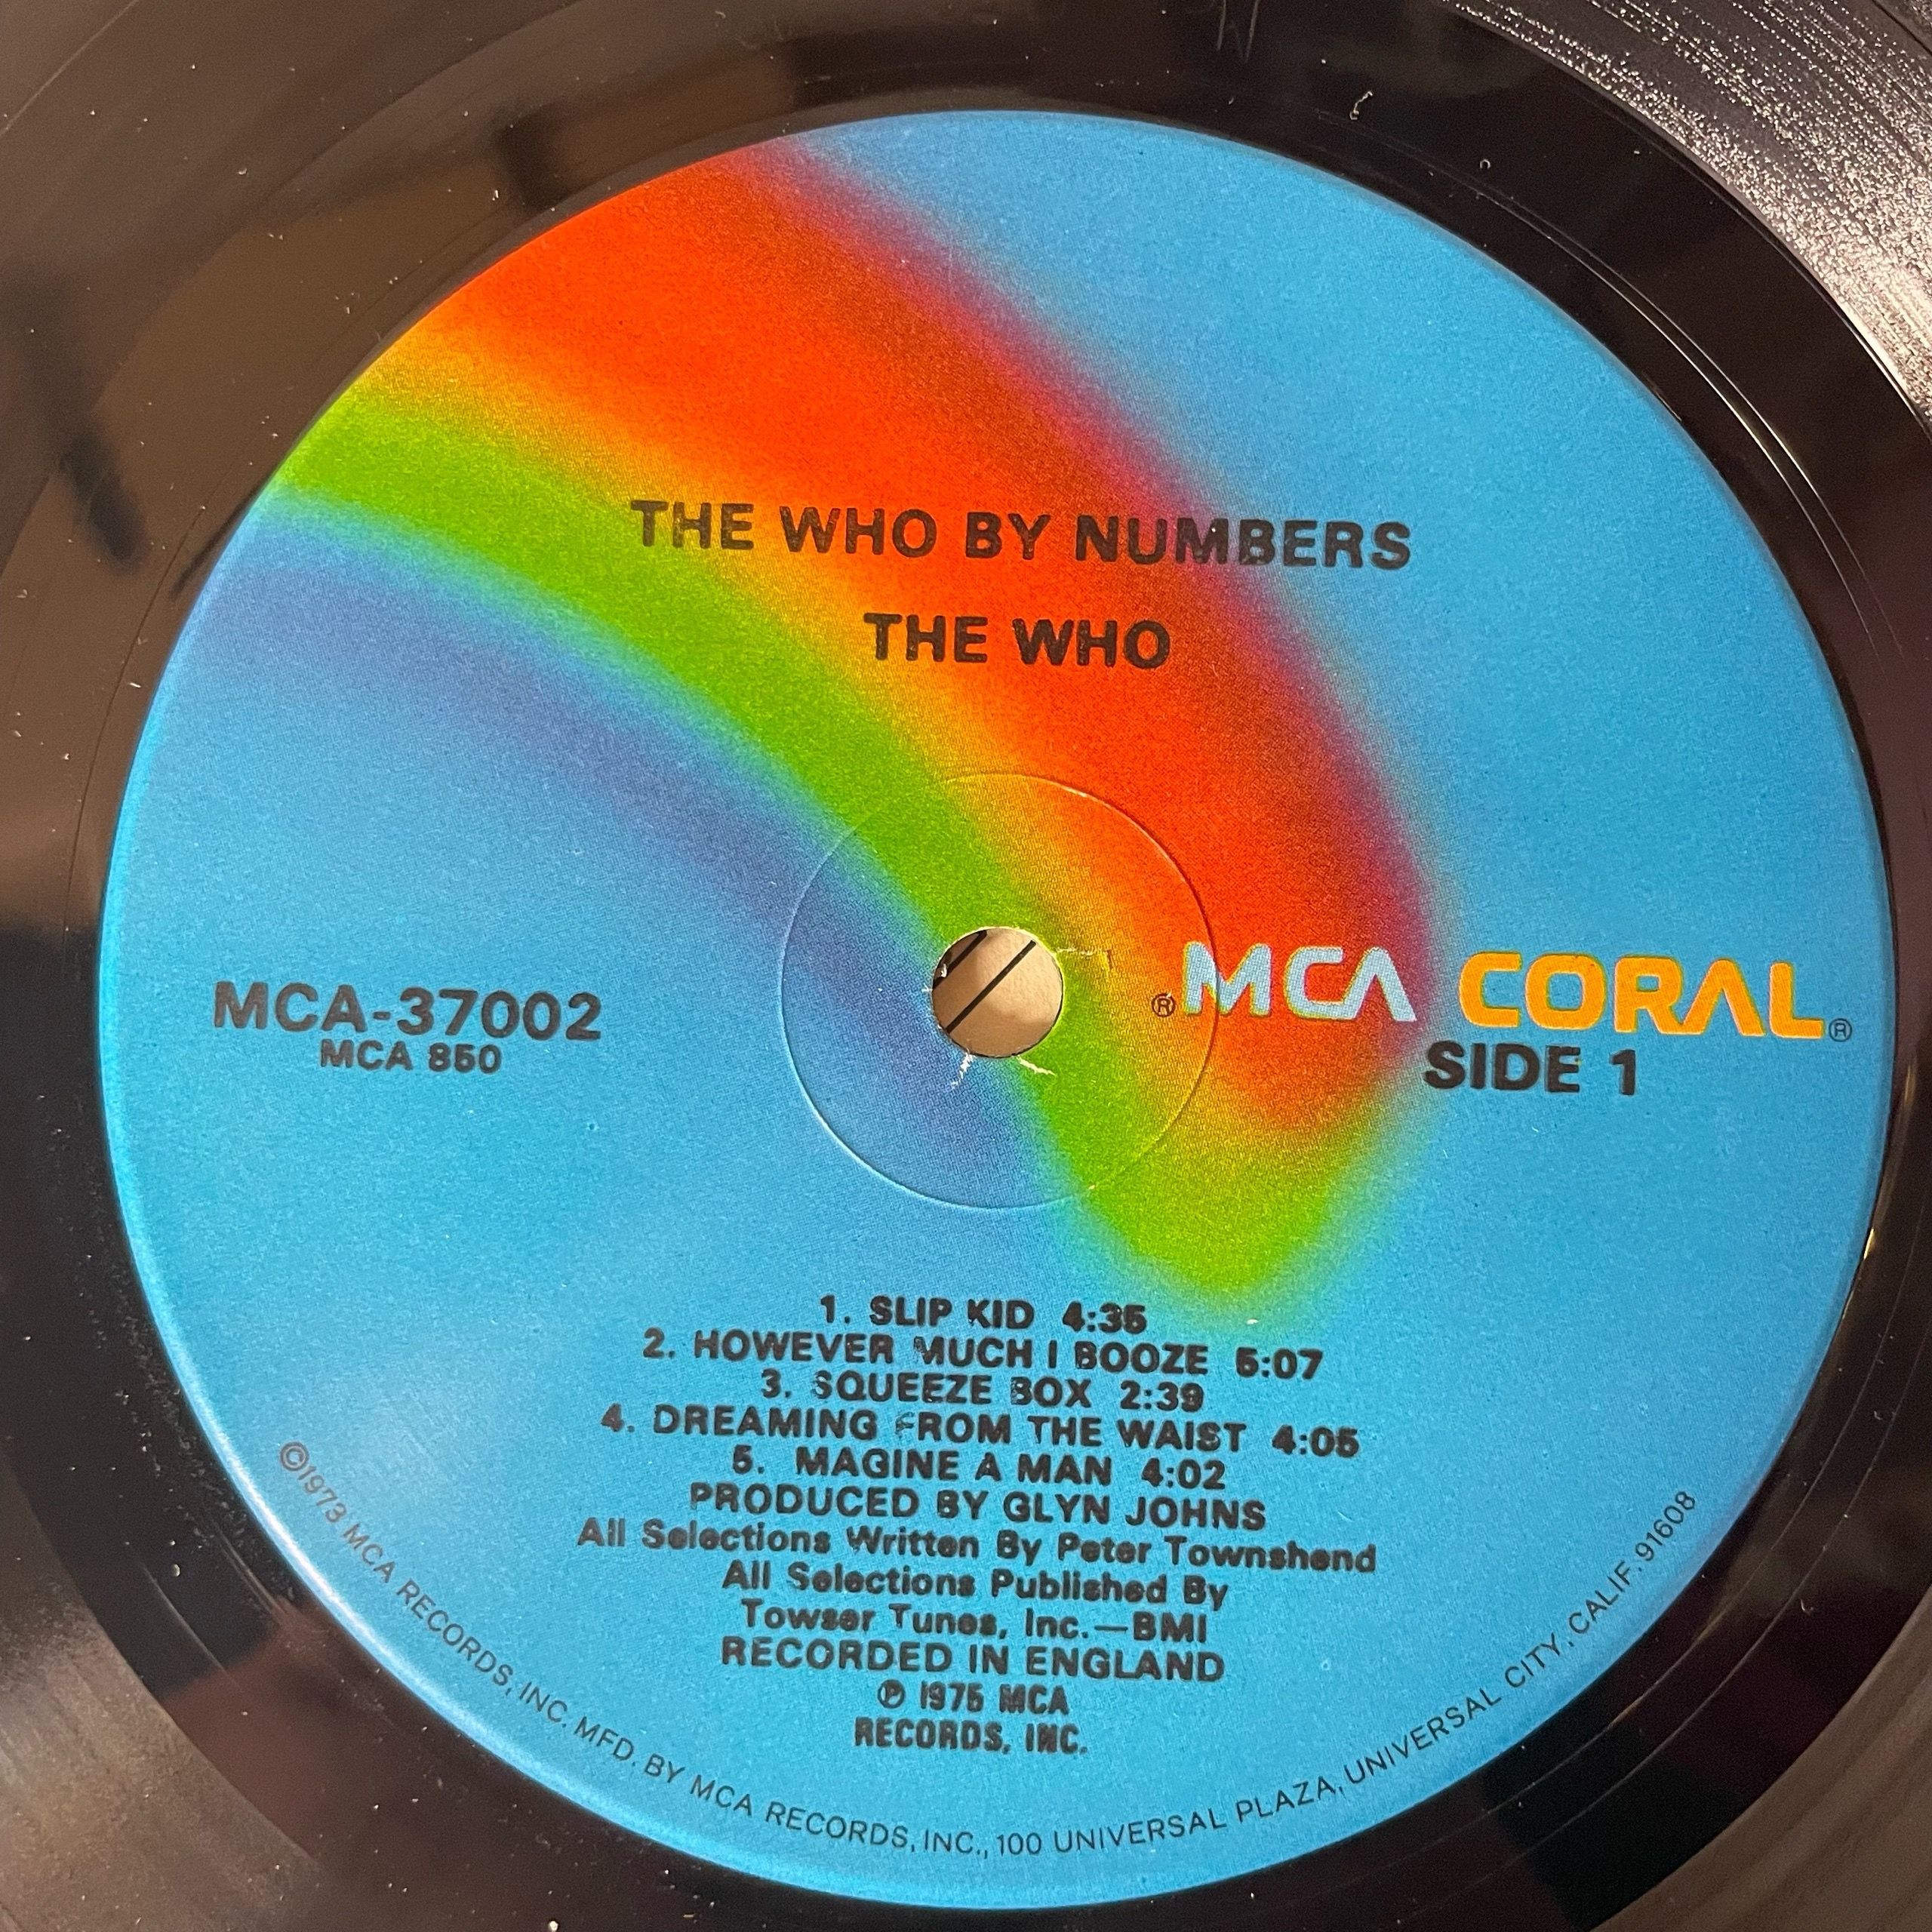 THE WHO BY NUMBERS
THE WHO
MCA-37002
MCA 850
® MCA CORAL ®
SIDE 1
1. SLIP KID 4:35
2. HOWEVER MUCH I BOOZE 5:07
3. SQUEEZE BOX 2:39
4. DREAMING FROM THE WAIST 4:05
5. MAGINE A MAN 4:02
PRODUCED BY GLYN JOHNS
All Selections Written By Peter Townshend
All Selections Published By
Towser Tunes, Inc.—BMI
RECORDED IN ENGLAND
℗ 1975 MCA
RECORDS, INC.
©1973 MCA RECORDS, INC. MFD. BY MCA RECORDS, INC., 100 UNIVERSAL PLAZA, UNIVERSAL CITY, CALIF. 91608